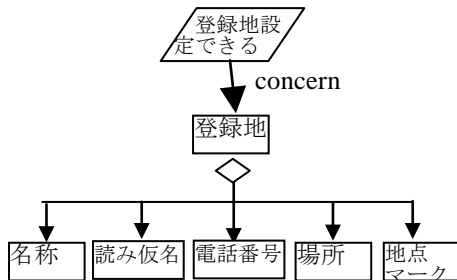 登録地設
定できる
concern
登録地
名称
読み仮名
電話番号
場所
地点
マーク